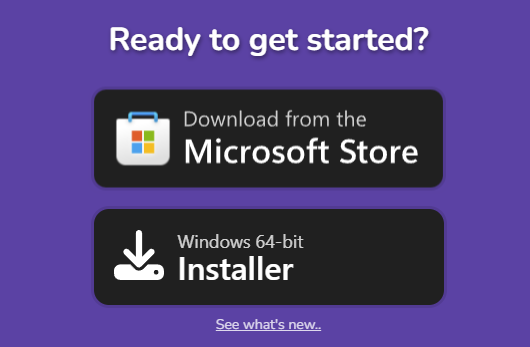 Ready to get started?
Download from the
Microsoft Store
Windows 64-bit
Installer
See what's new..